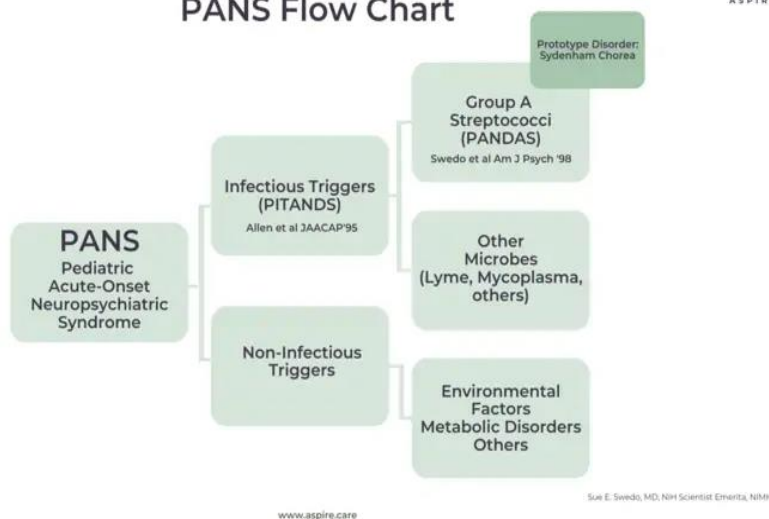 PANS Flow Chart
ASPIR
Prototype Disorder:
Sydenham Chorea
Group A
Streptococci
(PANDAS)
Swedo et al Am J Psych '98
Infectious Triggers
(PITANDS)
Allen et al JAACAP'95
PANS
Pediatric
Acute-Onset
Neuropsychiatric
Syndrome
Other
Microbes
(Lyme, Mycoplasma,
others)
Non-Infectious
Triggers
Environmental
Factors
Metabolic Disorders
Others
Sue E. Swedo, MD, NIH Scientist Emerita, NIMH
www.aspire.care